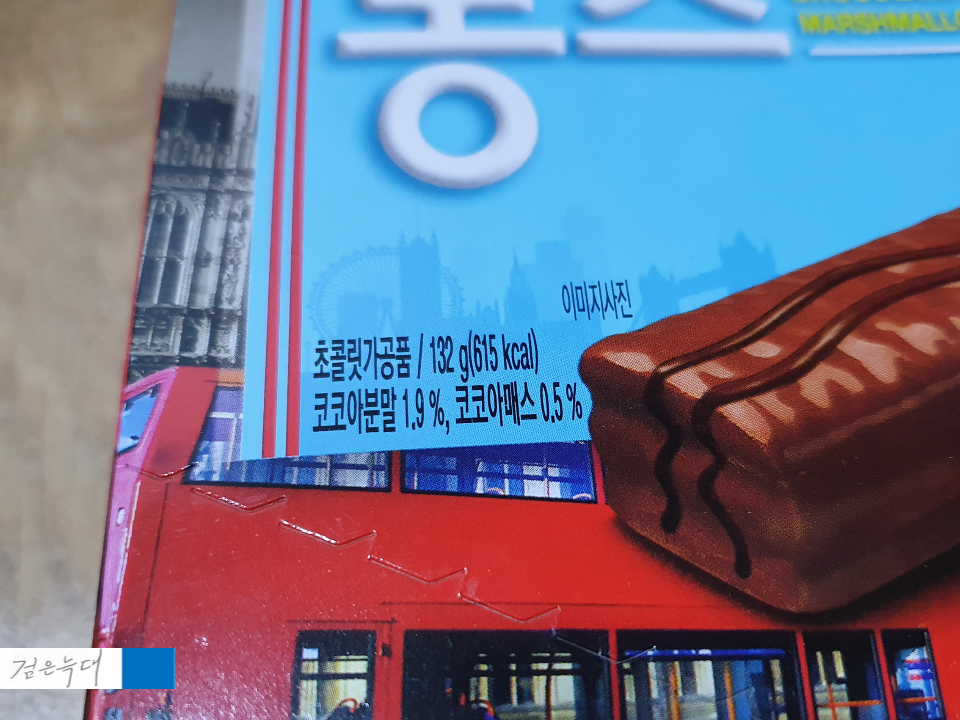 MARSHMALLO
이미지사진
초콜릿가공품 / 132 g(615 kcal)
코코아분말 1.9 %, 코코아매스 0.5 %
검은늑대